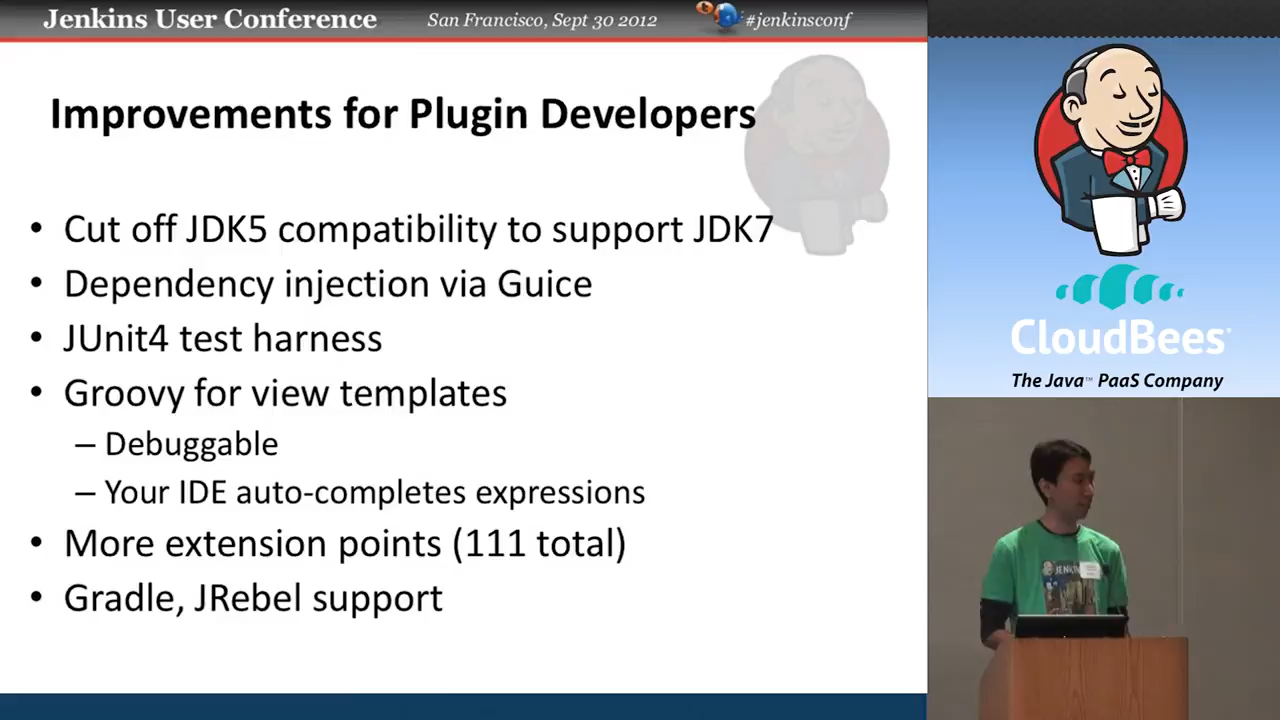 Jenkins User Conference San Francisco, Sept 30 2012 #jenkinsconf
Improvements for Plugin Developers
• Cut off JDK5 compatibility to support JDK7
• Dependency injection via Guice
• JUnit4 test harness
• Groovy for view templates
– Debuggable
– Your IDE auto-completes expressions
• More extension points (111 total)
• Gradle, JRebel support
CloudBees
The Java™ PaaS Company